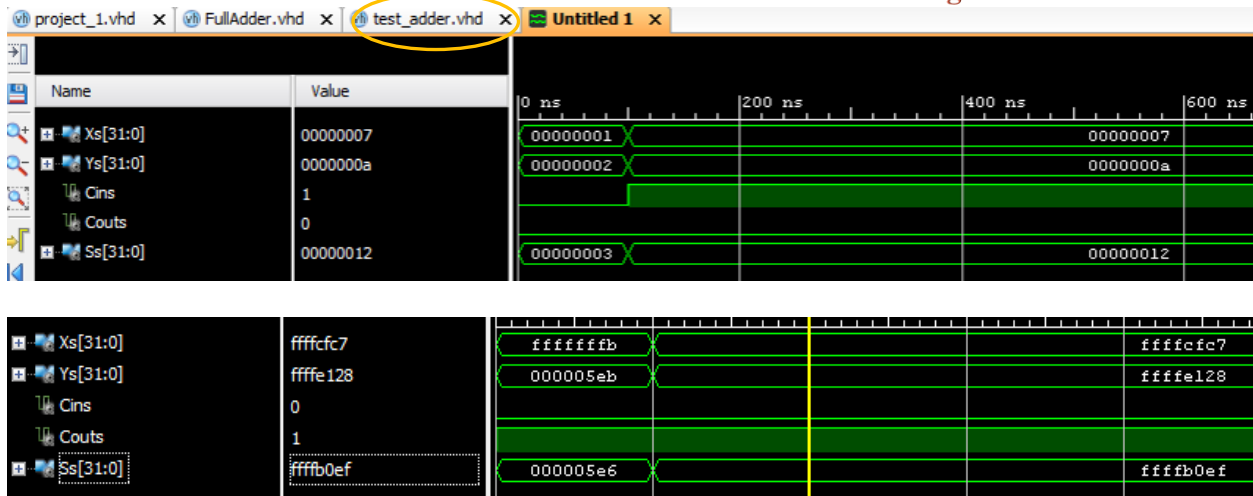 project_1.vhd x FullAdder.vhd x test_adder.vhd x Untitled 1 x
Name Value
0 ns 200 ns 400 ns 600 ns
Xs[31:0] 00000007 00000001 00000007
Ys[31:0] 0000000a 00000002 0000000a
Cins 1
Couts 0
Ss[31:0] 00000012 00000003 00000012
Xs[31:0] ffffcfc7 fffffffb ffffcfc7
Ys[31:0] ffffe128 000005eb ffffe128
Cins 0
Couts 1
Ss[31:0] ffffb0ef 000005e6 ffffb0ef